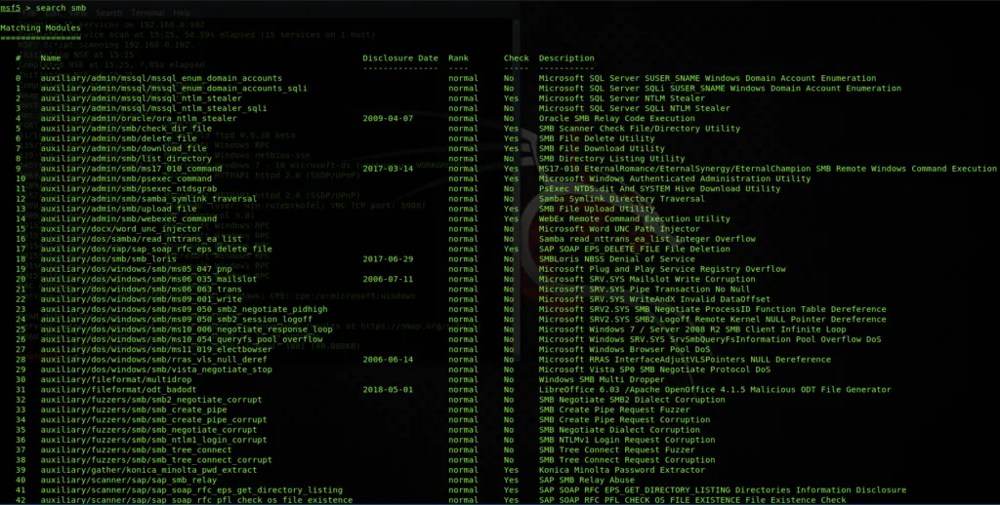 msf5 > search smb
Matching Modules
================
# Name Disclosure Date Rank Check Description
- ---- --------------- ---- ----- -----------
0 auxiliary/admin/mssql/mssql_enum_domain_accounts normal No Microsoft SQL Server SUSER_SNAME Windows Domain Account Enumeration
1 auxiliary/admin/mssql/mssql_enum_domain_accounts_sqli normal No Microsoft SQL Server SQLi SUSER_SNAME Windows Domain Account Enumeration
2 auxiliary/admin/mssql/mssql_ntlm_stealer normal Yes Microsoft SQL Server NTLM Stealer
3 auxiliary/admin/mssql/mssql_ntlm_stealer_sqli normal No Microsoft SQL Server SQLi NTLM Stealer
4 auxiliary/admin/oracle/ora_ntlm_stealer 2009-04-07 normal No Oracle SMB Relay Code Execution
5 auxiliary/admin/smb/check_dir_file normal Yes SMB Scanner Check File/Directory Utility
6 auxiliary/admin/smb/delete_file normal Yes SMB File Delete Utility
7 auxiliary/admin/smb/download_file normal Yes SMB File Download Utility
8 auxiliary/admin/smb/list_directory normal No SMB Directory Listing Utility
9 auxiliary/admin/smb/ms17_010_command 2017-03-14 normal Yes MS17-010 EternalRomance/EternalSynergy/EternalChampion SMB Remote Windows Command Execution
10 auxiliary/admin/smb/psexec_command normal Yes Microsoft Windows Authenticated Administration Utility
11 auxiliary/admin/smb/psexec_ntdsgrab normal No PsExec NTDS.dit And SYSTEM Hive Download Utility
12 auxiliary/admin/smb/samba_symlink_traversal normal No Samba Symlink Directory Traversal
13 auxiliary/admin/smb/upload_file normal Yes SMB File Upload Utility
14 auxiliary/admin/smb/webexec_command normal Yes WebEx Remote Command Execution Utility
15 auxiliary/docx/word_unc_injector normal No Microsoft Word UNC Path Injector
16 auxiliary/dos/samba/read_nttrans_ea_list normal No Samba read_nttrans_ea_list Integer Overflow
17 auxiliary/dos/sap/sap_soap_rfc_eps_delete_file normal Yes SAP SOAP EPS_DELETE_FILE File Deletion
18 auxiliary/dos/smb/smb_loris 2017-06-29 normal No SMBLoris NBSS Denial of Service
19 auxiliary/dos/windows/smb/ms05_047_pnp normal No Microsoft Plug and Play Service Registry Overflow
20 auxiliary/dos/windows/smb/ms06_035_mailslot 2006-07-11 normal No Microsoft SRV.SYS Mailslot Write Corruption
21 auxiliary/dos/windows/smb/ms06_063_trans normal No Microsoft SRV.SYS Pipe Transaction No Null
22 auxiliary/dos/windows/smb/ms09_001_write normal No Microsoft SRV.SYS WriteAndX Invalid DataOffset
23 auxiliary/dos/windows/smb/ms09_050_smb2_negotiate_pidhigh normal No Microsoft SRV2.SYS SMB Negotiate ProcessID Function Table Dereference
24 auxiliary/dos/windows/smb/ms09_050_smb2_session_logoff normal No Microsoft SRV2.SYS SMB2 Logoff Remote Kernel NULL Pointer Dereference
25 auxiliary/dos/windows/smb/ms10_006_negotiate_response_loop normal No Microsoft Windows 7 / Server 2008 R2 SMB Client Infinite Loop
26 auxiliary/dos/windows/smb/ms10_054_queryfs_pool_overflow normal No Microsoft Windows SRV.SYS SrvSmbQueryFsInformation Pool Overflow DoS
27 auxiliary/dos/windows/smb/ms11_019_electbowser normal No Microsoft Windows Browser Pool DoS
28 auxiliary/dos/windows/smb/rras_vls_null_deref 2006-06-14 normal No Microsoft RRAS InterfaceAdjustVLSPointers NULL Dereference
29 auxiliary/dos/windows/smb/vista_negotiate_stop normal No Microsoft Vista SP0 SMB Negotiate Protocol DoS
30 auxiliary/fileformat/multidrop normal No Windows SMB Multi Dropper
31 auxiliary/fileformat/odt_badodt 2018-05-01 normal No LibreOffice 6.03 /Apache OpenOffice 4.1.5 Malicious ODT File Generator
32 auxiliary/fuzzers/smb/smb2_negotiate_corrupt normal No SMB Negotiate SMB2 Dialect Corruption
33 auxiliary/fuzzers/smb/smb_create_pipe normal No SMB Create Pipe Request Fuzzer
34 auxiliary/fuzzers/smb/smb_create_pipe_corrupt normal No SMB Create Pipe Request Corruption
35 auxiliary/fuzzers/smb/smb_negotiate_corrupt normal No SMB Negotiate Dialect Corruption
36 auxiliary/fuzzers/smb/smb_ntlm1_login_corrupt normal No SMB NTLMv1 Login Request Corruption
37 auxiliary/fuzzers/smb/smb_tree_connect normal No SMB Tree Connect Request Fuzzer
38 auxiliary/fuzzers/smb/smb_tree_connect_corrupt normal No SMB Tree Connect Request Corruption
39 auxiliary/gather/konica_minolta_pwd_extract normal Yes Konica Minolta Password Extractor
40 auxiliary/scanner/sap/sap_smb_relay normal Yes SAP SMB Relay Abuse
41 auxiliary/scanner/sap/sap_soap_rfc_eps_get_directory_listing normal Yes SAP SOAP RFC EPS_GET_DIRECTORY_LISTING Directories Information Disclosure
42 auxiliary/scanner/sap/sap_soap_rfc_pfl_check_os_file_existence normal Yes SAP SOAP RFC PFL_CHECK_OS_FILE_EXISTENCE File Existence Check